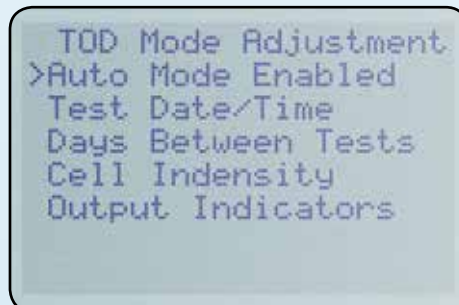 TOD Mode Adjustment
>Auto Mode Enabled
Test Date/Time
Days Between Tests
Cell Indensity
Output Indicators